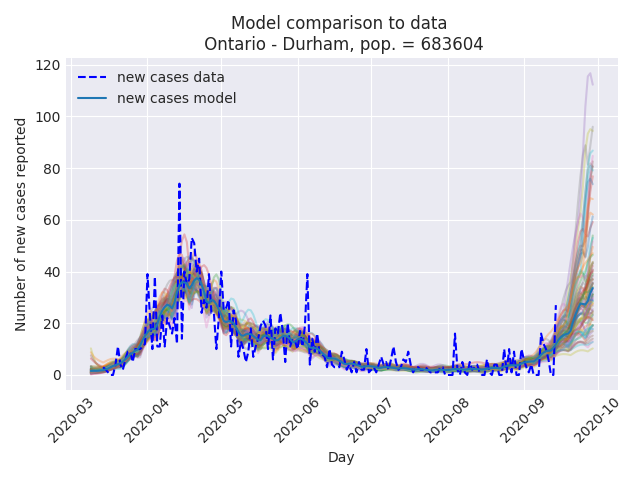 Model comparison to data
Ontario - Durham, pop. = 683604
new cases data
new cases model
Number of new cases reported
120
100
80
60
40
20
0
2020-03
2020-04
2020-05
2020-06
2020-07
2020-08
2020-09
2020-10
Day